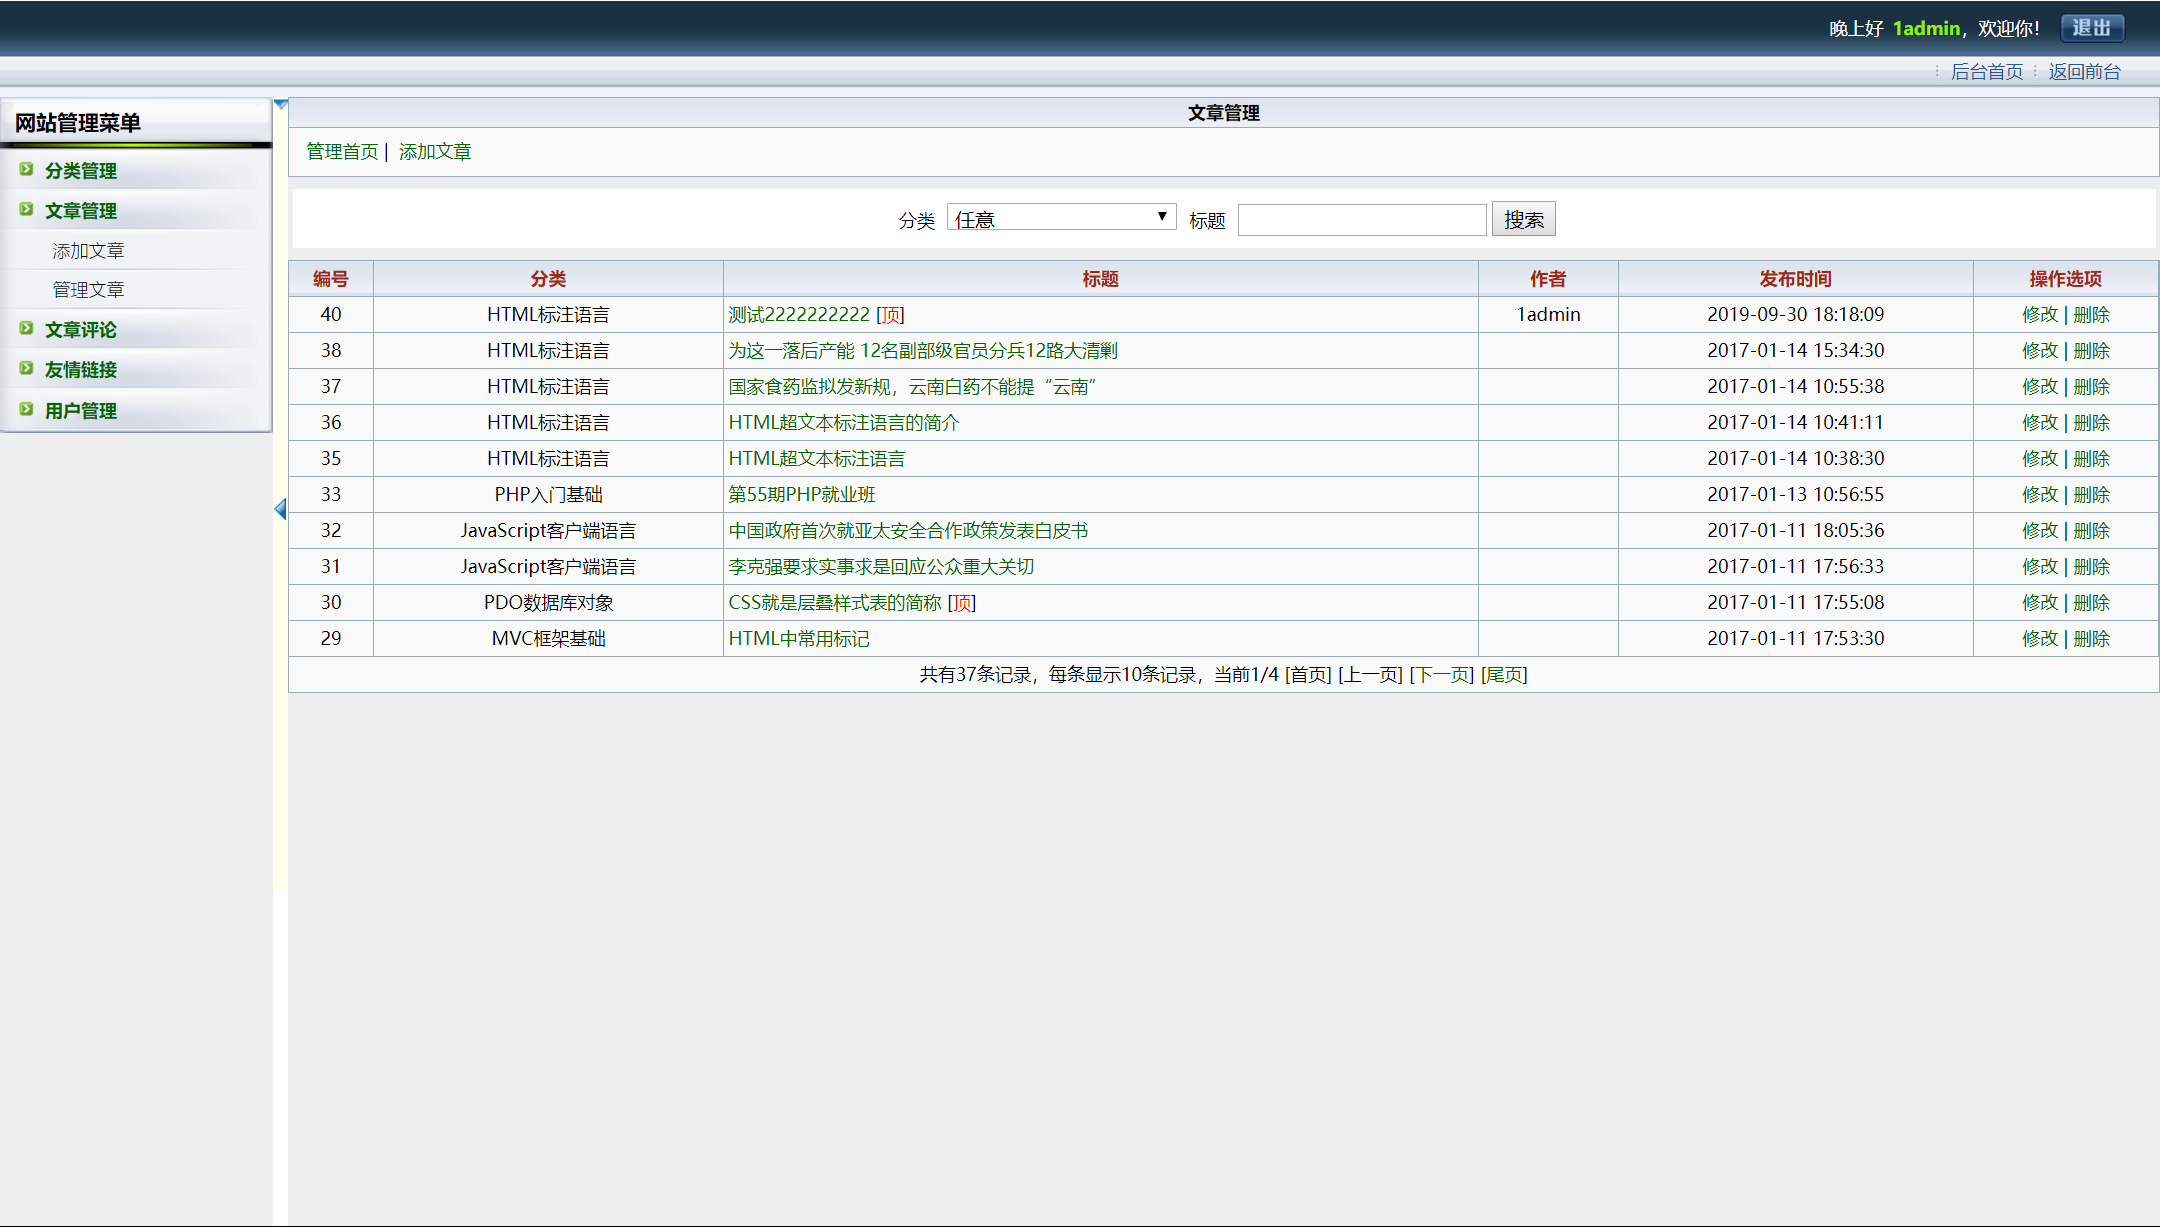 晚上好 1admin，欢迎你！ 退出
后台首页 返回前台
网站管理菜单
分类管理
文章管理
添加文章
管理文章
文章评论
友情链接
用户管理
文章管理
管理首页 | 添加文章
分类 任意 标题 搜索
编号 分类 标题 作者 发布时间 操作选项
40 HTML标注语言 测试2222222222 [顶] 1admin 2019-09-30 18:18:09 修改 | 删除
38 HTML标注语言 为这一落后产能 12名副部级官员分兵12路大清剿 2017-01-14 15:34:30 修改 | 删除
37 HTML标注语言 国家食药监拟发新规，云南白药不能提“云南” 2017-01-14 10:55:38 修改 | 删除
36 HTML标注语言 HTML超文本标注语言的简介 2017-01-14 10:41:11 修改 | 删除
35 HTML标注语言 HTML超文本标注语言 2017-01-14 10:38:30 修改 | 删除
33 PHP入门基础 第55期PHP就业班 2017-01-13 10:56:55 修改 | 删除
32 JavaScript客户端语言 中国政府首次就亚太安全合作政策发表白皮书 2017-01-11 18:05:36 修改 | 删除
31 JavaScript客户端语言 李克强要求实事求是回应公众重大关切 2017-01-11 17:56:33 修改 | 删除
30 PDO数据库对象 CSS就是层叠样式表的简称 [顶] 2017-01-11 17:55:08 修改 | 删除
29 MVC框架基础 HTML中常用标记 2017-01-11 17:53:30 修改 | 删除
共有37条记录，每条显示10条记录，当前1/4 [首页] [上一页] [下一页] [尾页]